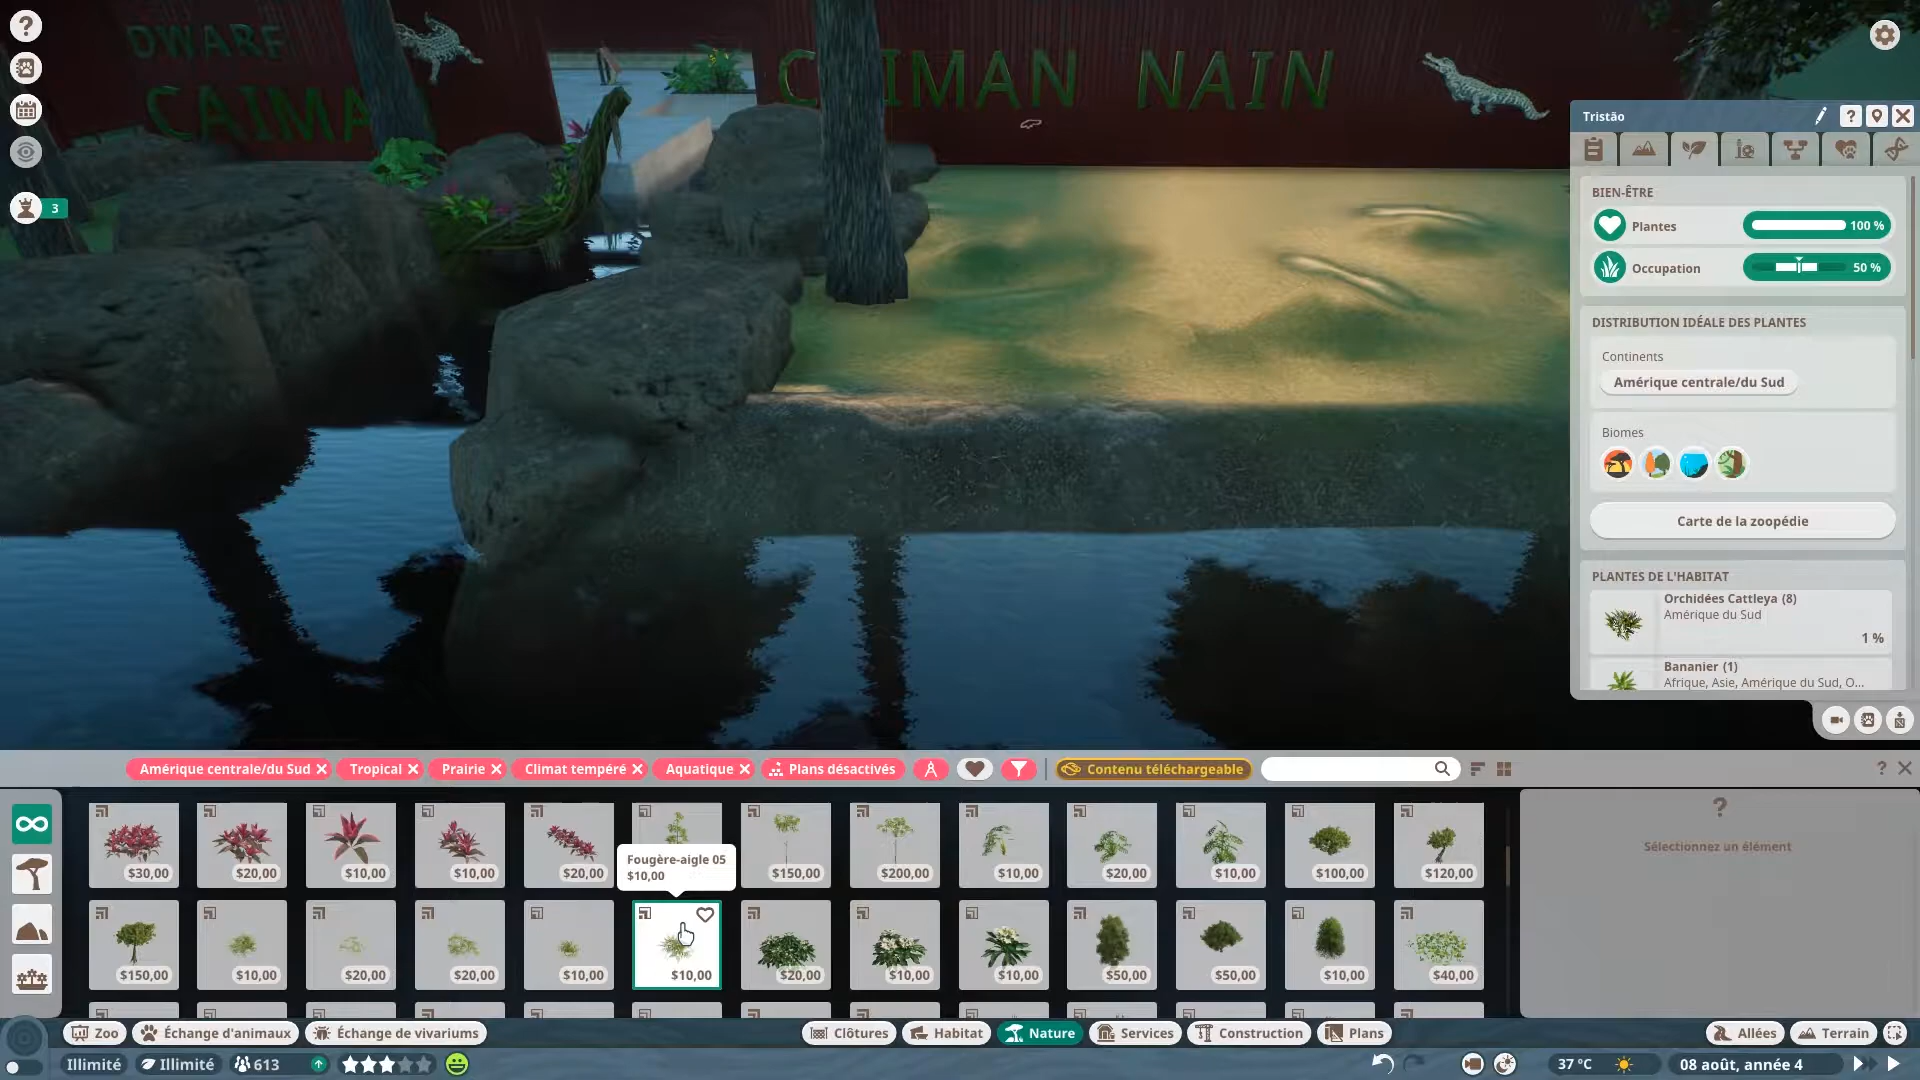 DWARF
CAIMA
CAIMAN NAIN
3
Tristão
?
BIEN-ÊTRE
Plantes
100 %
Occupation
50 %
DISTRIBUTION IDÉALE DES PLANTES
Continents
Amérique centrale/du Sud
Biomes
Carte de la zoopédie
PLANTES DE L'HABITAT
Orchidées Cattleya (8)
Amérique du Sud
1 %
Bananier (1)
Afrique, Asie, Amérique du Sud, O...
Amérique centrale/du Sud
Tropical
Prairie
Climat tempéré
Aquatique
Plans désactivés
Contenu téléchargeable
?
$30,00
$20,00
$10,00
$10,00
$20,00
Fougère-aigle 05
$10,00
$150,00
$200,00
$10,00
$20,00
$10,00
$100,00
$120,00
$150,00
$10,00
$20,00
$20,00
$10,00
$10,00
$20,00
$10,00
$10,00
$50,00
$50,00
$10,00
$40,00
?
Sélectionnez un élément
Zoo
Échange d'animaux
Échange de vivariums
Clôtures
Habitat
Nature
Services
Construction
Plans
Allées
Terrain
Illimité
Illimité
613
37 °C
08 août, année 4